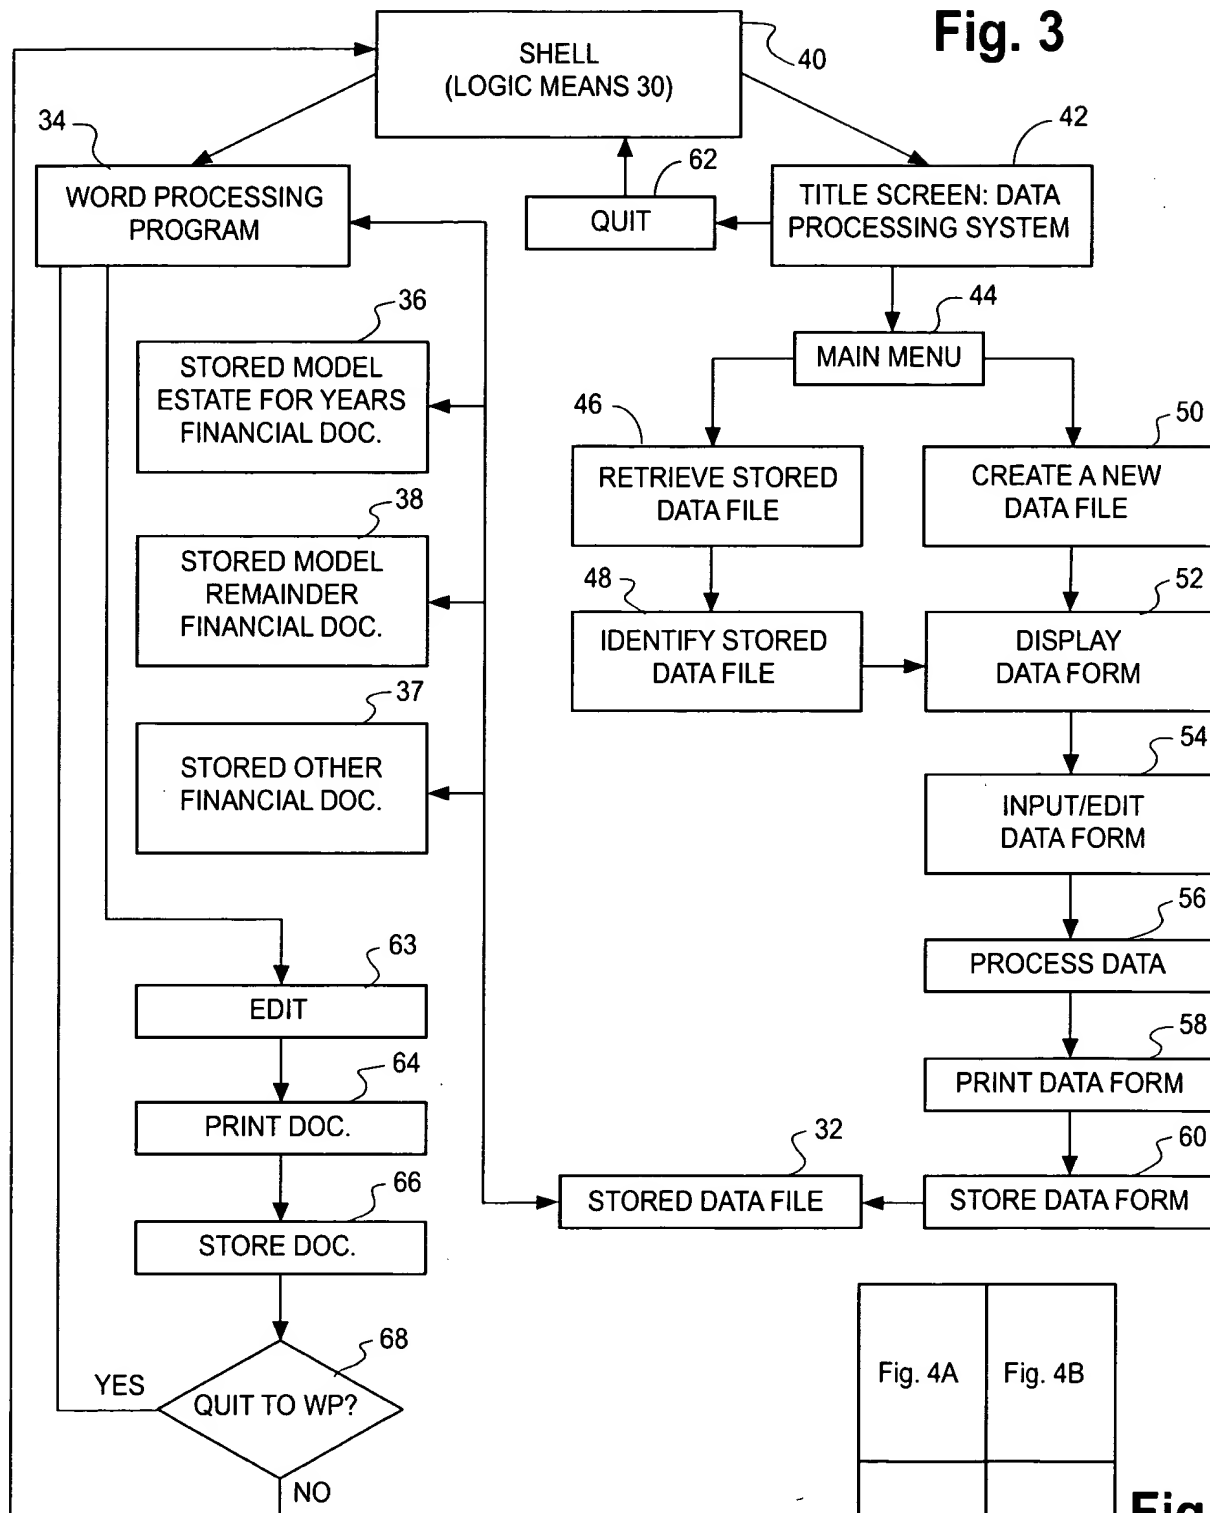 Fig. 3
SHELL
(LOGIC MEANS 30)
40
34
WORD PROCESSING
PROGRAM
62
QUIT
42
TITLE SCREEN: DATA
PROCESSING SYSTEM
44
MAIN MENU
36
STORED MODEL
ESTATE FOR YEARS
FINANCIAL DOC.
46
RETRIEVE STORED
DATA FILE
50
CREATE A NEW
DATA FILE
38
STORED MODEL
REMAINDER
FINANCIAL DOC.
48
IDENTIFY STORED
DATA FILE
52
DISPLAY
DATA FORM
37
STORED OTHER
FINANCIAL DOC.
54
INPUT/EDIT
DATA FORM
56
PROCESS DATA
63
EDIT
58
PRINT DATA FORM
64
PRINT DOC.
32
STORED DATA FILE
60
STORE DATA FORM
66
STORE DOC.
68
QUIT TO WP?
YES
NO
Fig. 4A
Fig. 4B
Fig